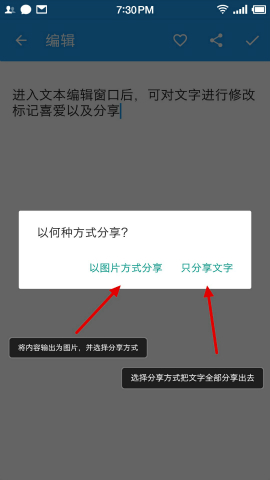 7:30PM
编辑
进入文本编辑窗口后，可对文字进行修改
标记喜爱以及分享
以何种方式分享？
以图片方式分享 只分享文字
将内容输出为图片，并选择分享方式
选择分享方式把文字全部分享出去